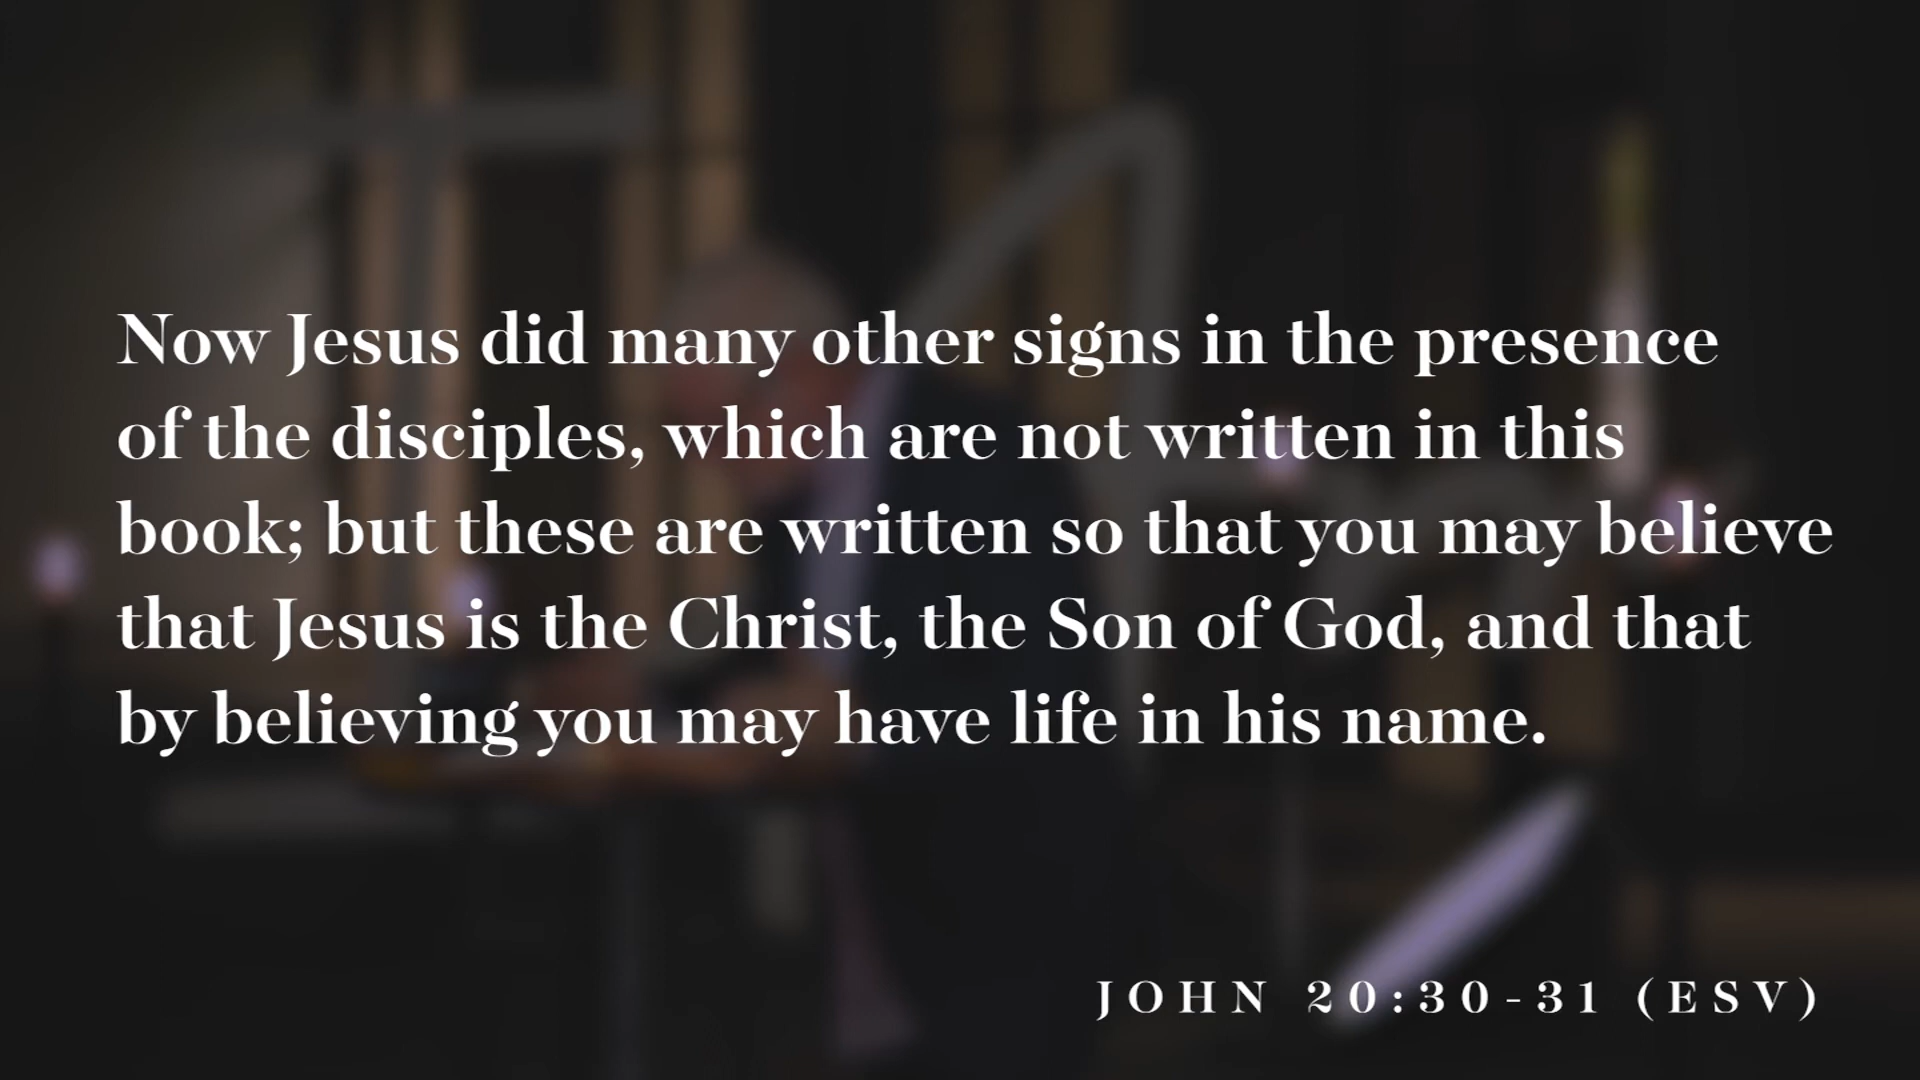 Now Jesus did many other signs in the presence
of the disciples, which are not written in this
book; but these are written so that you may believe
that Jesus is the Christ, the Son of God, and that
by believing you may have life in his name.
JOHN 20:30-31 (ESV)